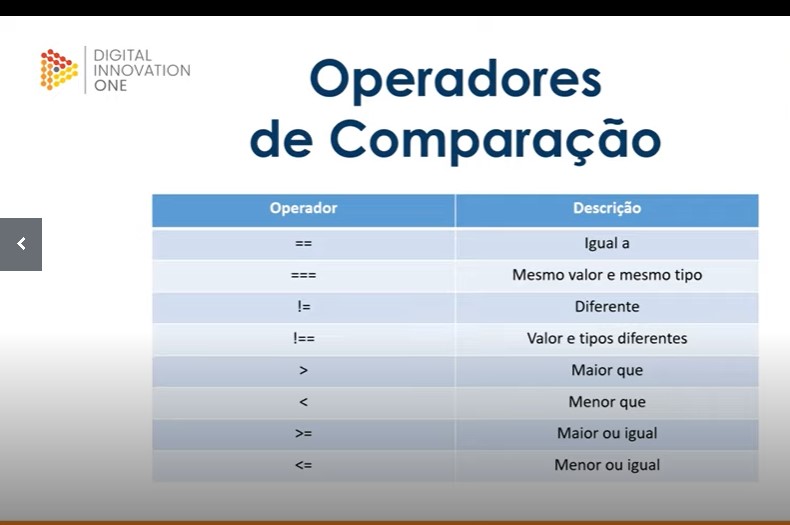 DIGITAL
INNOVATION
ONE
Operadores
de Comparação
Operador Descrição
== Igual a
=== Mesmo valor e mesmo tipo
!= Diferente
!== Valor e tipos diferentes
> Maior que
< Menor que
>= Maior ou igual
<= Menor ou igual